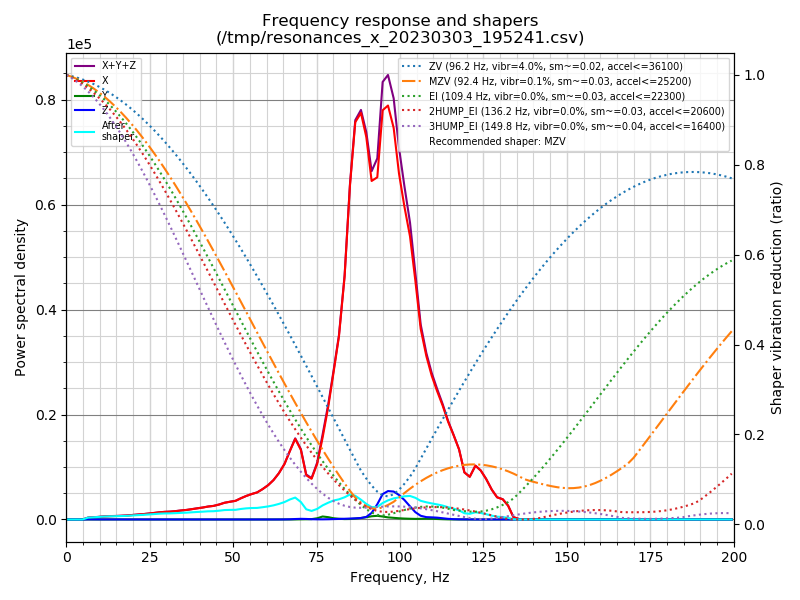 Frequency response and shapers
(/tmp/resonances_x_20230303_195241.csv)
1e5
X+Y+Z
X
Y
Z
After
shaper
ZV (96.2 Hz, vibr=4.0%, sm~=0.02, accel<=36100)
MZV (92.4 Hz, vibr=0.1%, sm~=0.03, accel<=25200)
EI (109.4 Hz, vibr=0.0%, sm~=0.03, accel<=22300)
2HUMP_EI (136.2 Hz, vibr=0.0%, sm~=0.03, accel<=20600)
3HUMP_EI (149.8 Hz, vibr=0.0%, sm~=0.04, accel<=16400)
Recommended shaper: MZV
Power spectral density
0.8
0.6
0.4
0.2
0.0
1.0
0.8
0.6
0.4
0.2
0.0
Shaper vibration reduction (ratio)
0 25 50 75 100 125 150 175 200
Frequency, Hz